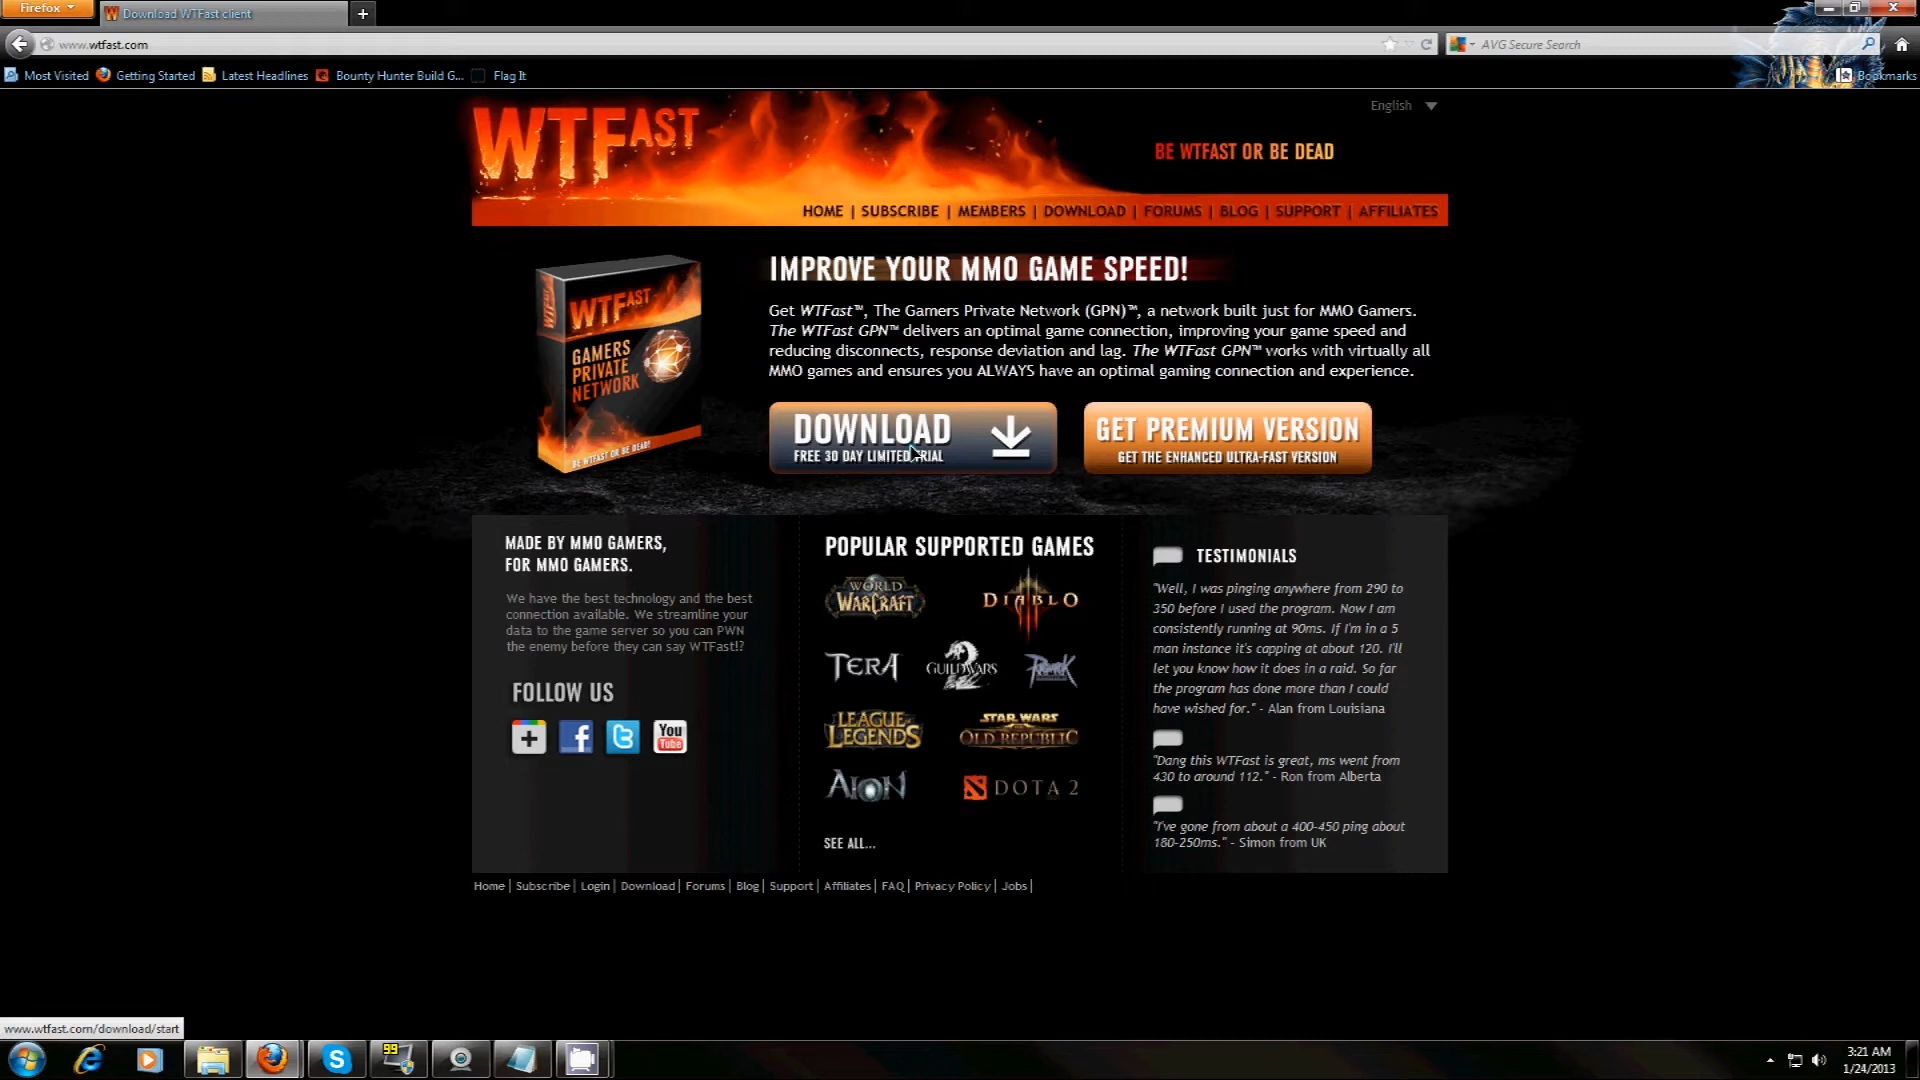 Firefox
Download WTFast client
www.wtfast.com
AVG Secure Search
Most Visited
Getting Started
Latest Headlines
Bounty Hunter Build G...
Flag It
Bookmarks
WTFAST
English
BE WTFAST OR BE DEAD
HOME | SUBSCRIBE | MEMBERS | DOWNLOAD | FORUMS | BLOG | SUPPORT | AFFILIATES
WTFAST
WTFAST
GAMERS
PRIVATE
NETWORK
BE WTFAST OR BE DEAD!
IMPROVE YOUR MMO GAME SPEED!
Get WTFast™, The Gamers Private Network (GPN)™, a network built just for MMO Gamers.
The WTFast GPN™ delivers an optimal game connection, improving your game speed and
reducing disconnects, response deviation and lag. The WTFast GPN™ works with virtually all
MMO games and ensures you ALWAYS have an optimal gaming connection and experience.
DOWNLOAD
FREE 30 DAY LIMITED TRIAL
GET PREMIUM VERSION
GET THE ENHANCED ULTRA-FAST VERSION
MADE BY MMO GAMERS,
FOR MMO GAMERS.
We have the best technology and the best
connection available. We streamline your
data to the game server so you can PWN
the enemy before they can say WTFast!?
FOLLOW US
You
Tube
POPULAR SUPPORTED GAMES
WORLD
WARCRAFT
DIABLO
TERA
GUILDWARS
LEAGUE
LEGENDS
STAR WARS
OLD REPUBLIC
AION
DOTA 2
SEE ALL...
TESTIMONIALS
"Well, I was pinging anywhere from 290 to
350 before I used the program. Now I am
consistently running at 90ms. If I'm in a 5
man instance it's capping at about 120. I'll
let you know how it does in a raid. So far
the program has done more than I could
have wished for." - Alan from Louisiana
"Dang this WTFast is great, ms went from
430 to around 112." - Ron from Alberta
"I've gone from about a 400-450 ping about
180-250ms." - Simon from UK
Home | Subscribe | Login | Download | Forums | Blog | Support | Affiliates | FAQ | Privacy Policy | Jobs |
www.wtfast.com/download/start
99
3:21 AM
1/24/2013